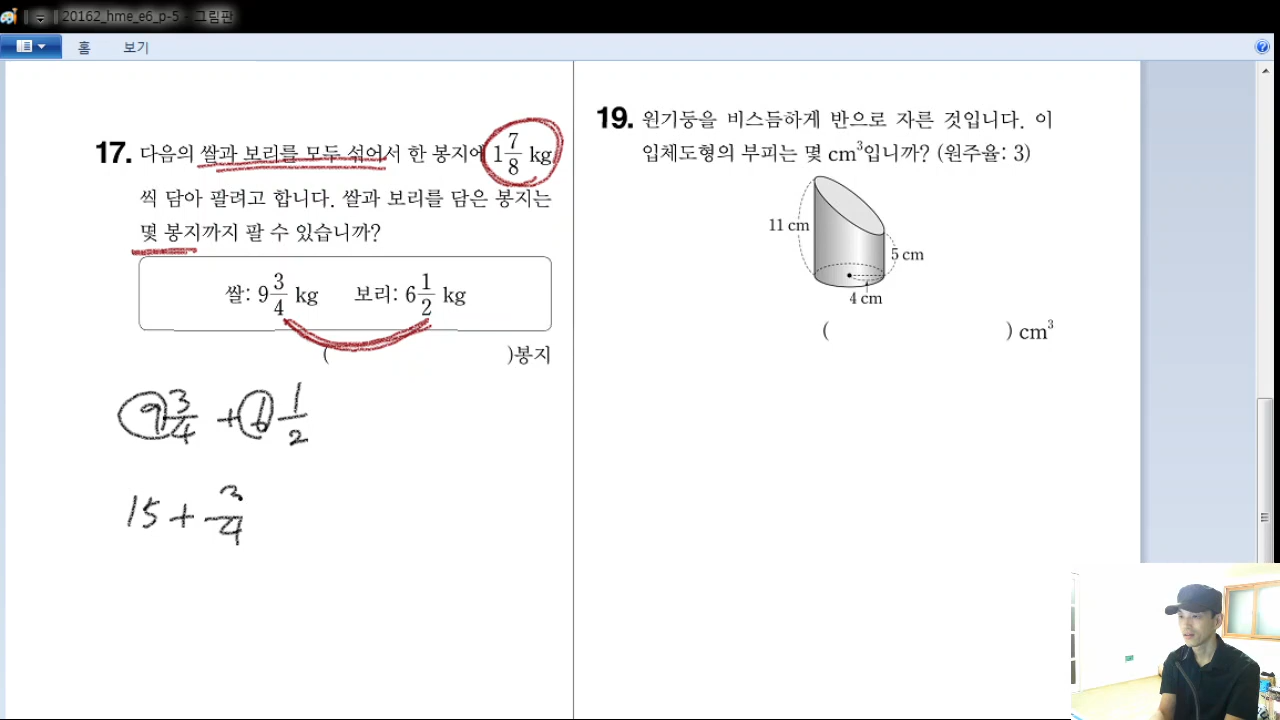 20162_hme_e6_p-5 - 그림판
홈 보기
17. 다음의 쌀과 보리를 모두 섞어서 한 봉지에 1 7/8 kg
씩 담아 팔려고 합니다. 쌀과 보리를 담은 봉지는
몇 봉지까지 팔 수 있습니까?
쌀: 9 3/4 kg 보리: 6 1/2 kg
( )봉지
9 3/4 + 6 1/2
15 + 3/4
19. 원기둥을 비스듬하게 반으로 자른 것입니다. 이
입체도형의 부피는 몇 cm³입니까? (원주율: 3)
11 cm
5 cm
4 cm
( ) cm³